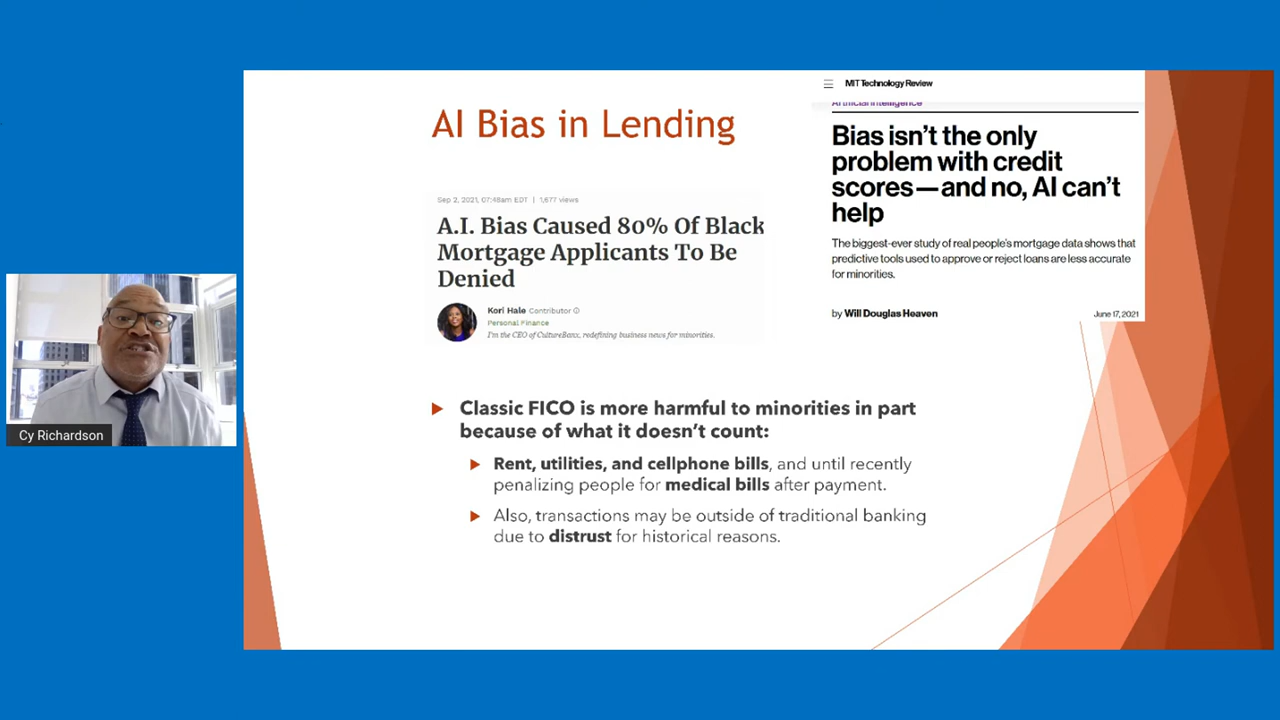 AI Bias in Lending
Sep 2, 2021, 07:48am EDT | 1,677 views
A.I. Bias Caused 80% Of Black
Mortgage Applicants To Be
Denied
Kori Hale Contributor
Personal Finance
I'm the CEO of CultureBanx, redefining business news for minorities.
MIT Technology Review
Artificial intelligence
Bias isn't the only
problem with credit
scores—and no, AI can't
help
The biggest-ever study of real people's mortgage data shows that
predictive tools used to approve or reject loans are less accurate
for minorities.
by Will Douglas Heaven
June 17, 2021
Classic FICO is more harmful to minorities in part
because of what it doesn't count:
Rent, utilities, and cellphone bills, and until recently
penalizing people for medical bills after payment.
Also, transactions may be outside of traditional banking
due to distrust for historical reasons.
Cy Richardson